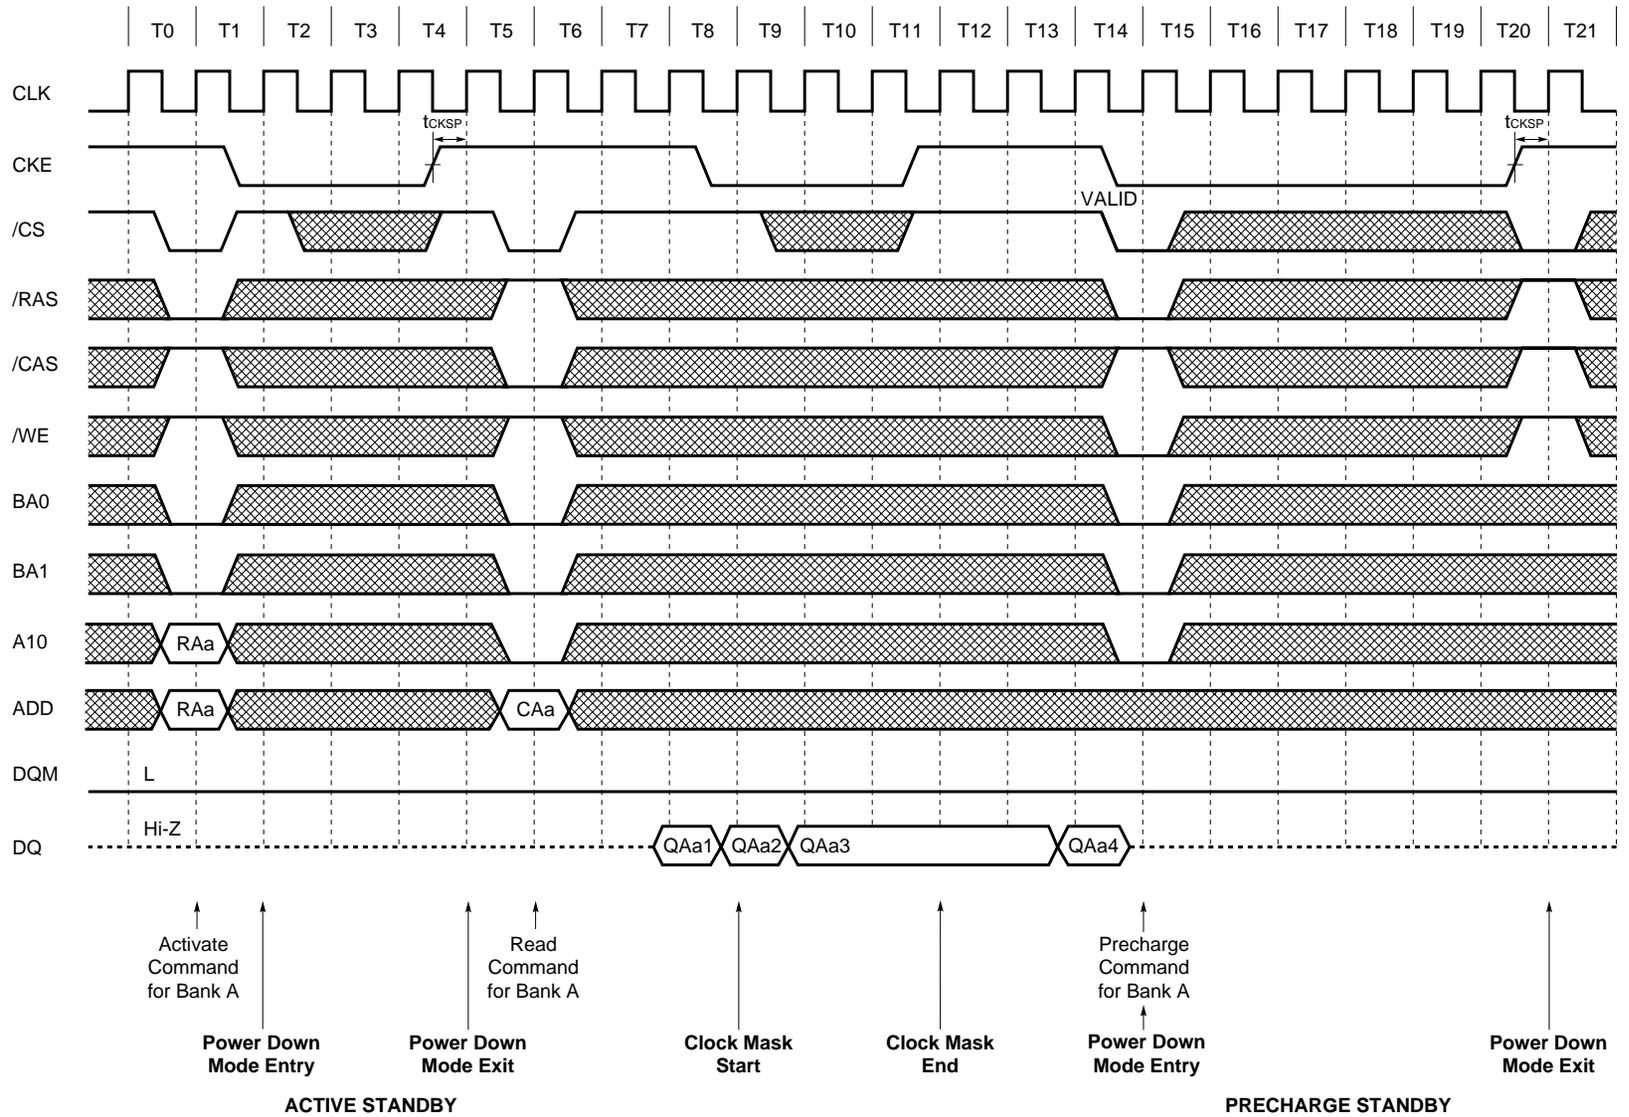 T0 T1 T2 T3 T4 T5 T6 T7 T8 T9 T10 T11 T12 T13 T14 T15 T16 T17 T18 T19 T20 T21
CLK
tCKSP tCKSP
CKE
VALID
/CS
/RAS
/CAS
/WE
BA0
BA1
A10 RAa
ADD RAa CAa
DQM L
Hi-Z
DQ QAa1 QAa2 QAa3 QAa4
Activate
Command
for Bank A
Read
Command
for Bank A
Precharge
Command
for Bank A
Power Down
Mode Entry
Power Down
Mode Exit
Clock Mask
Start
Clock Mask
End
Power Down
Mode Entry
Power Down
Mode Exit
ACTIVE STANDBY PRECHARGE STANDBY